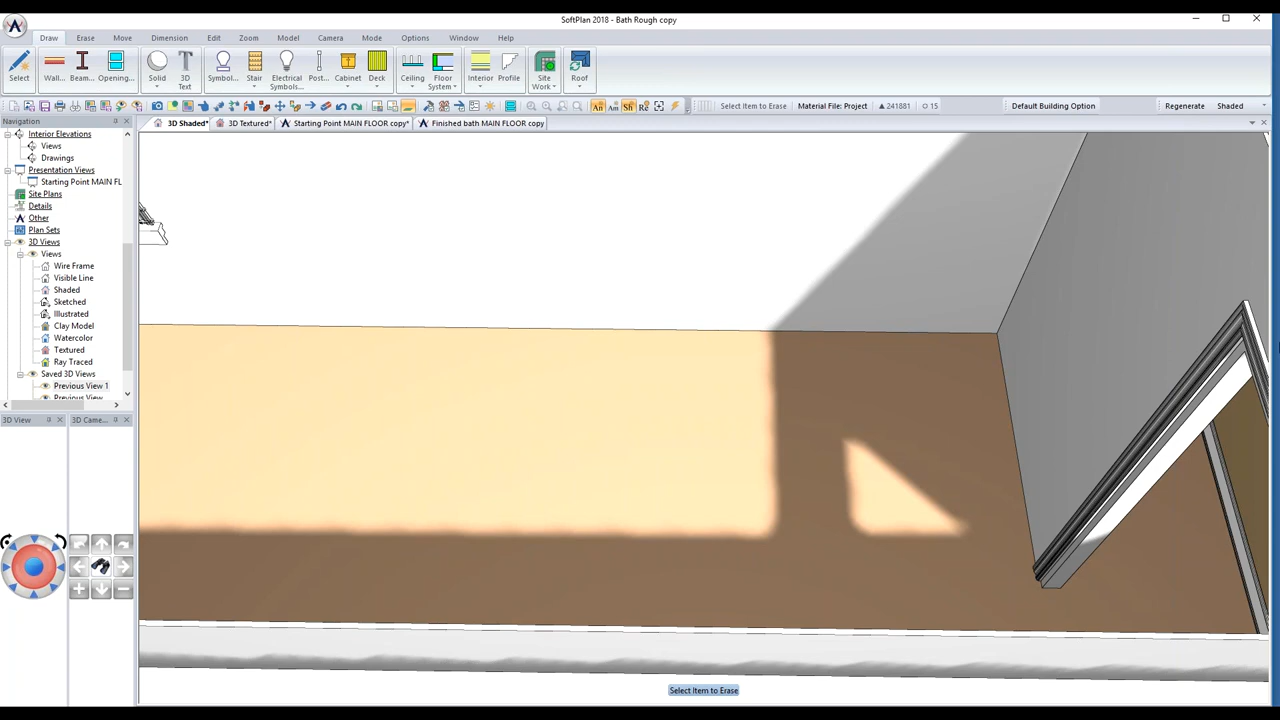 SoftPlan 2018 - Bath Rough copy
Draw Erase Move Dimension Edit Zoom Model Camera Mode Options Window Help
Select Wall... Beam... Opening... Solid 3D Text Symbol... Stair Electrical Symbols... Post... Cabinet Deck Ceiling Floor System Interior Profile Site Work Roof
An Am Sh Re Select Item to Erase Material File: Project 241881 15 Default Building Option Regenerate Shaded
Navigation
3D Shaded* 3D Textured* Starting Point MAIN FLOOR copy* Finished bath MAIN FLOOR copy
Interior Elevations
Views
Drawings
Presentation Views
Starting Point MAIN FL
Site Plans
Details
Other
Plan Sets
3D Views
Views
Wire Frame
Visible Line
Shaded
Sketched
Illustrated
Clay Model
Watercolor
Textured
Ray Traced
Saved 3D Views
Previous View 1
Previous View
3D View 3D Came...
Select Item to Erase